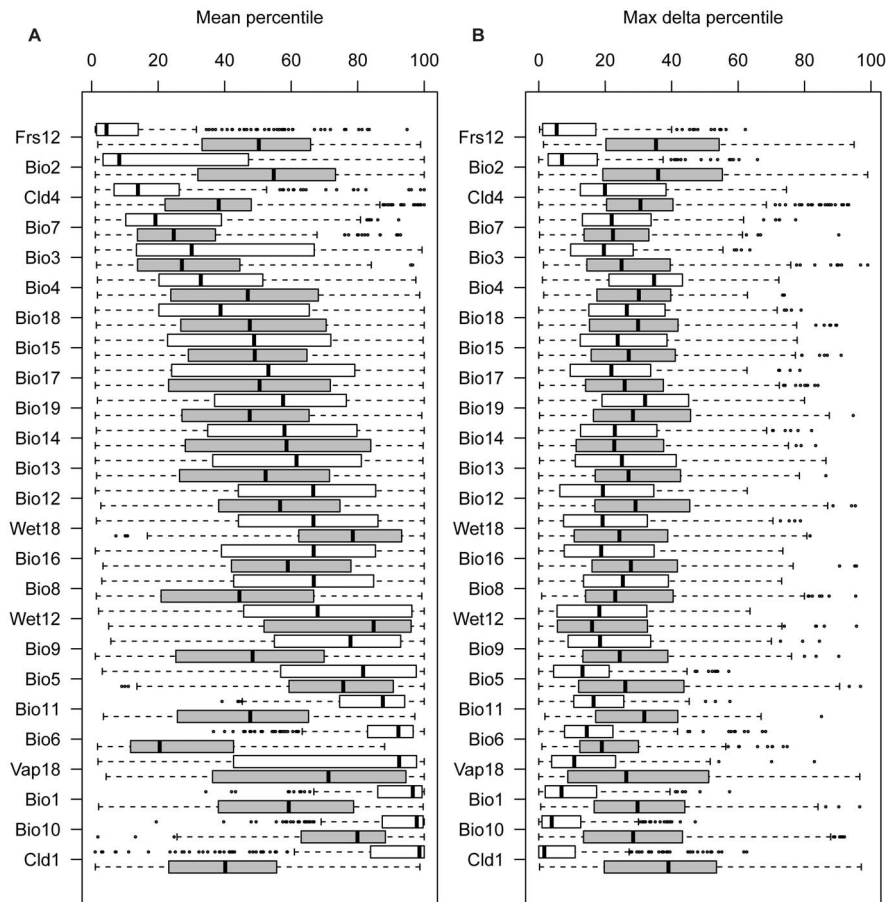 Mean percentile
Max delta percentile
A
B
0 20 40 60 80 100
0 20 40 60 80 100
Frs12
Frs12
Bio2
Bio2
Cld4
Cld4
Bio7
Bio7
Bio3
Bio3
Bio4
Bio4
Bio18
Bio18
Bio15
Bio15
Bio17
Bio17
Bio19
Bio19
Bio14
Bio14
Bio13
Bio13
Bio12
Bio12
Wet18
Wet18
Bio16
Bio16
Bio8
Bio8
Wet12
Wet12
Bio9
Bio9
Bio5
Bio5
Bio11
Bio11
Bio6
Bio6
Vap18
Vap18
Bio1
Bio1
Bio10
Bio10
Cld1
Cld1